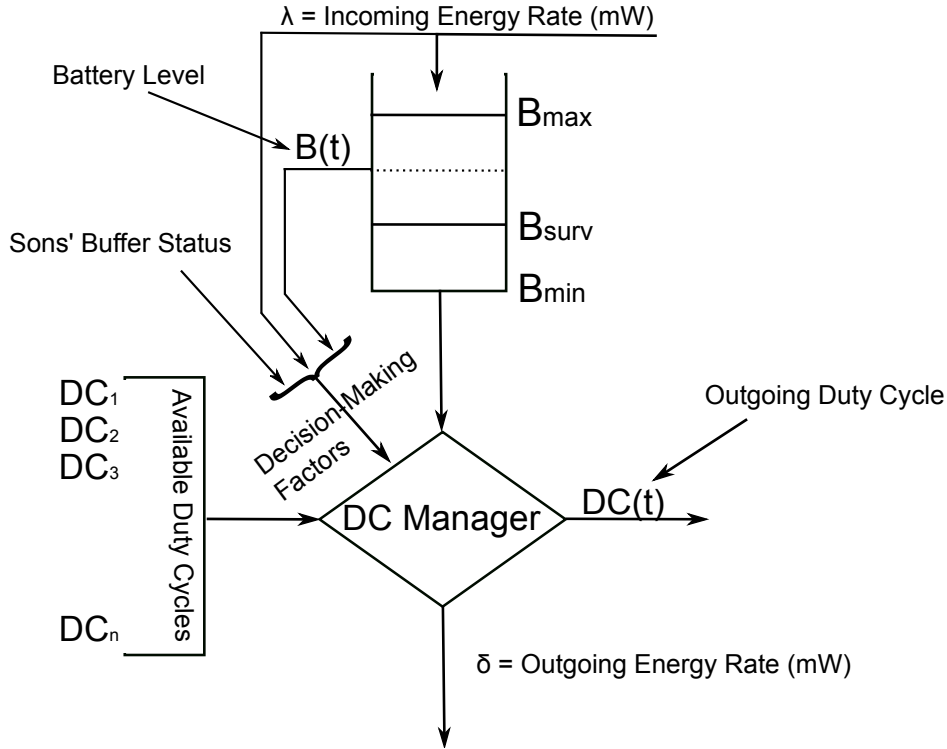 λ = Incoming Energy Rate (mW)
Battery Level
Bmax
B(t)
Bsurv
Sons' Buffer Status
Bmin
Decision-Making
Factors
DC1
DC2
DC3
DCn
Available Duty Cycles
Outgoing Duty Cycle
DC(t)
DC Manager
δ = Outgoing Energy Rate (mW)